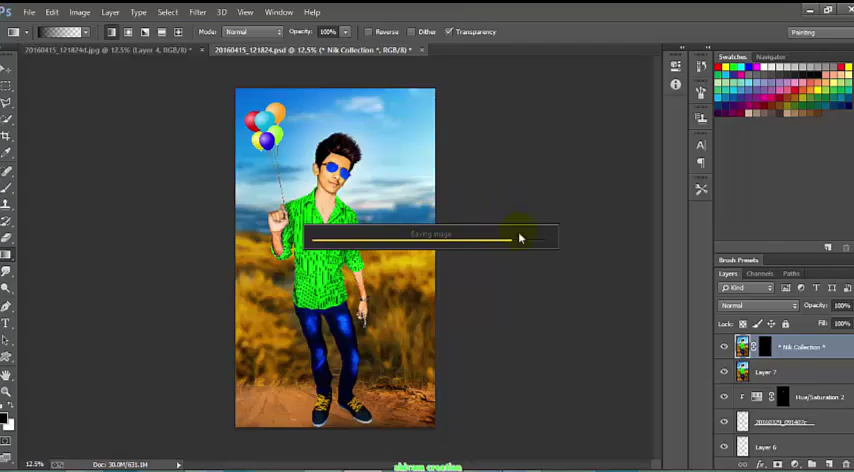 Ps File Edit Image Layer Type Select Filter 3D View Window Help
Mode: Normal Opacity: 100% Reverse Dither Transparency Painting
20160415_121824d.jpg @ 12.5% (Layer 4, RGB/8) * × 20160415_121824.psd @ 12.5% (* Nik Collection *, RGB/8) * ×
Swatches Navigator
Saving image
Brush Presets
Layers Channels Paths
Kind
Normal Opacity: 100%
Lock: Fill: 100%
* Nik Collection *
Layer 7
Hue/Saturation 2
Layer 6
12.5% Doc: 30.0M/631.1M
shivam creation